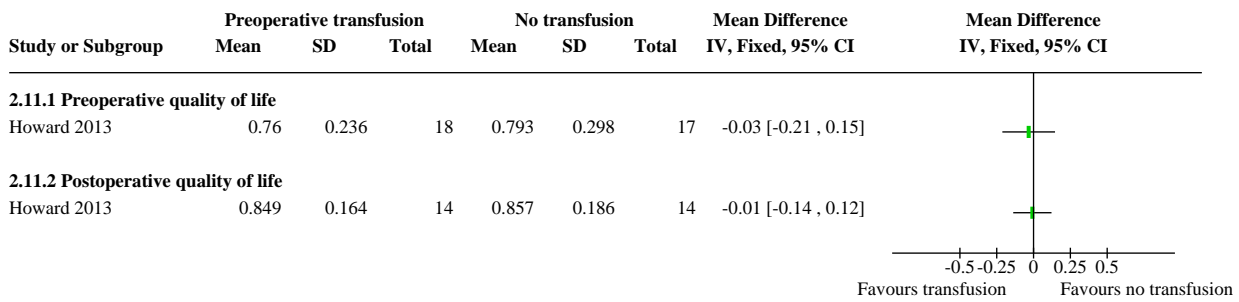 Preoperative transfusion No transfusion Mean Difference Mean Difference
Study or Subgroup Mean SD Total Mean SD Total IV, Fixed, 95% CI IV, Fixed, 95% CI
2.11.1 Preoperative quality of life
Howard 2013 0.76 0.236 18 0.793 0.298 17 -0.03 [-0.21 , 0.15]
2.11.2 Postoperative quality of life
Howard 2013 0.849 0.164 14 0.857 0.186 14 -0.01 [-0.14 , 0.12]
-0.5 -0.25 0 0.25 0.5
Favours transfusion Favours no transfusion